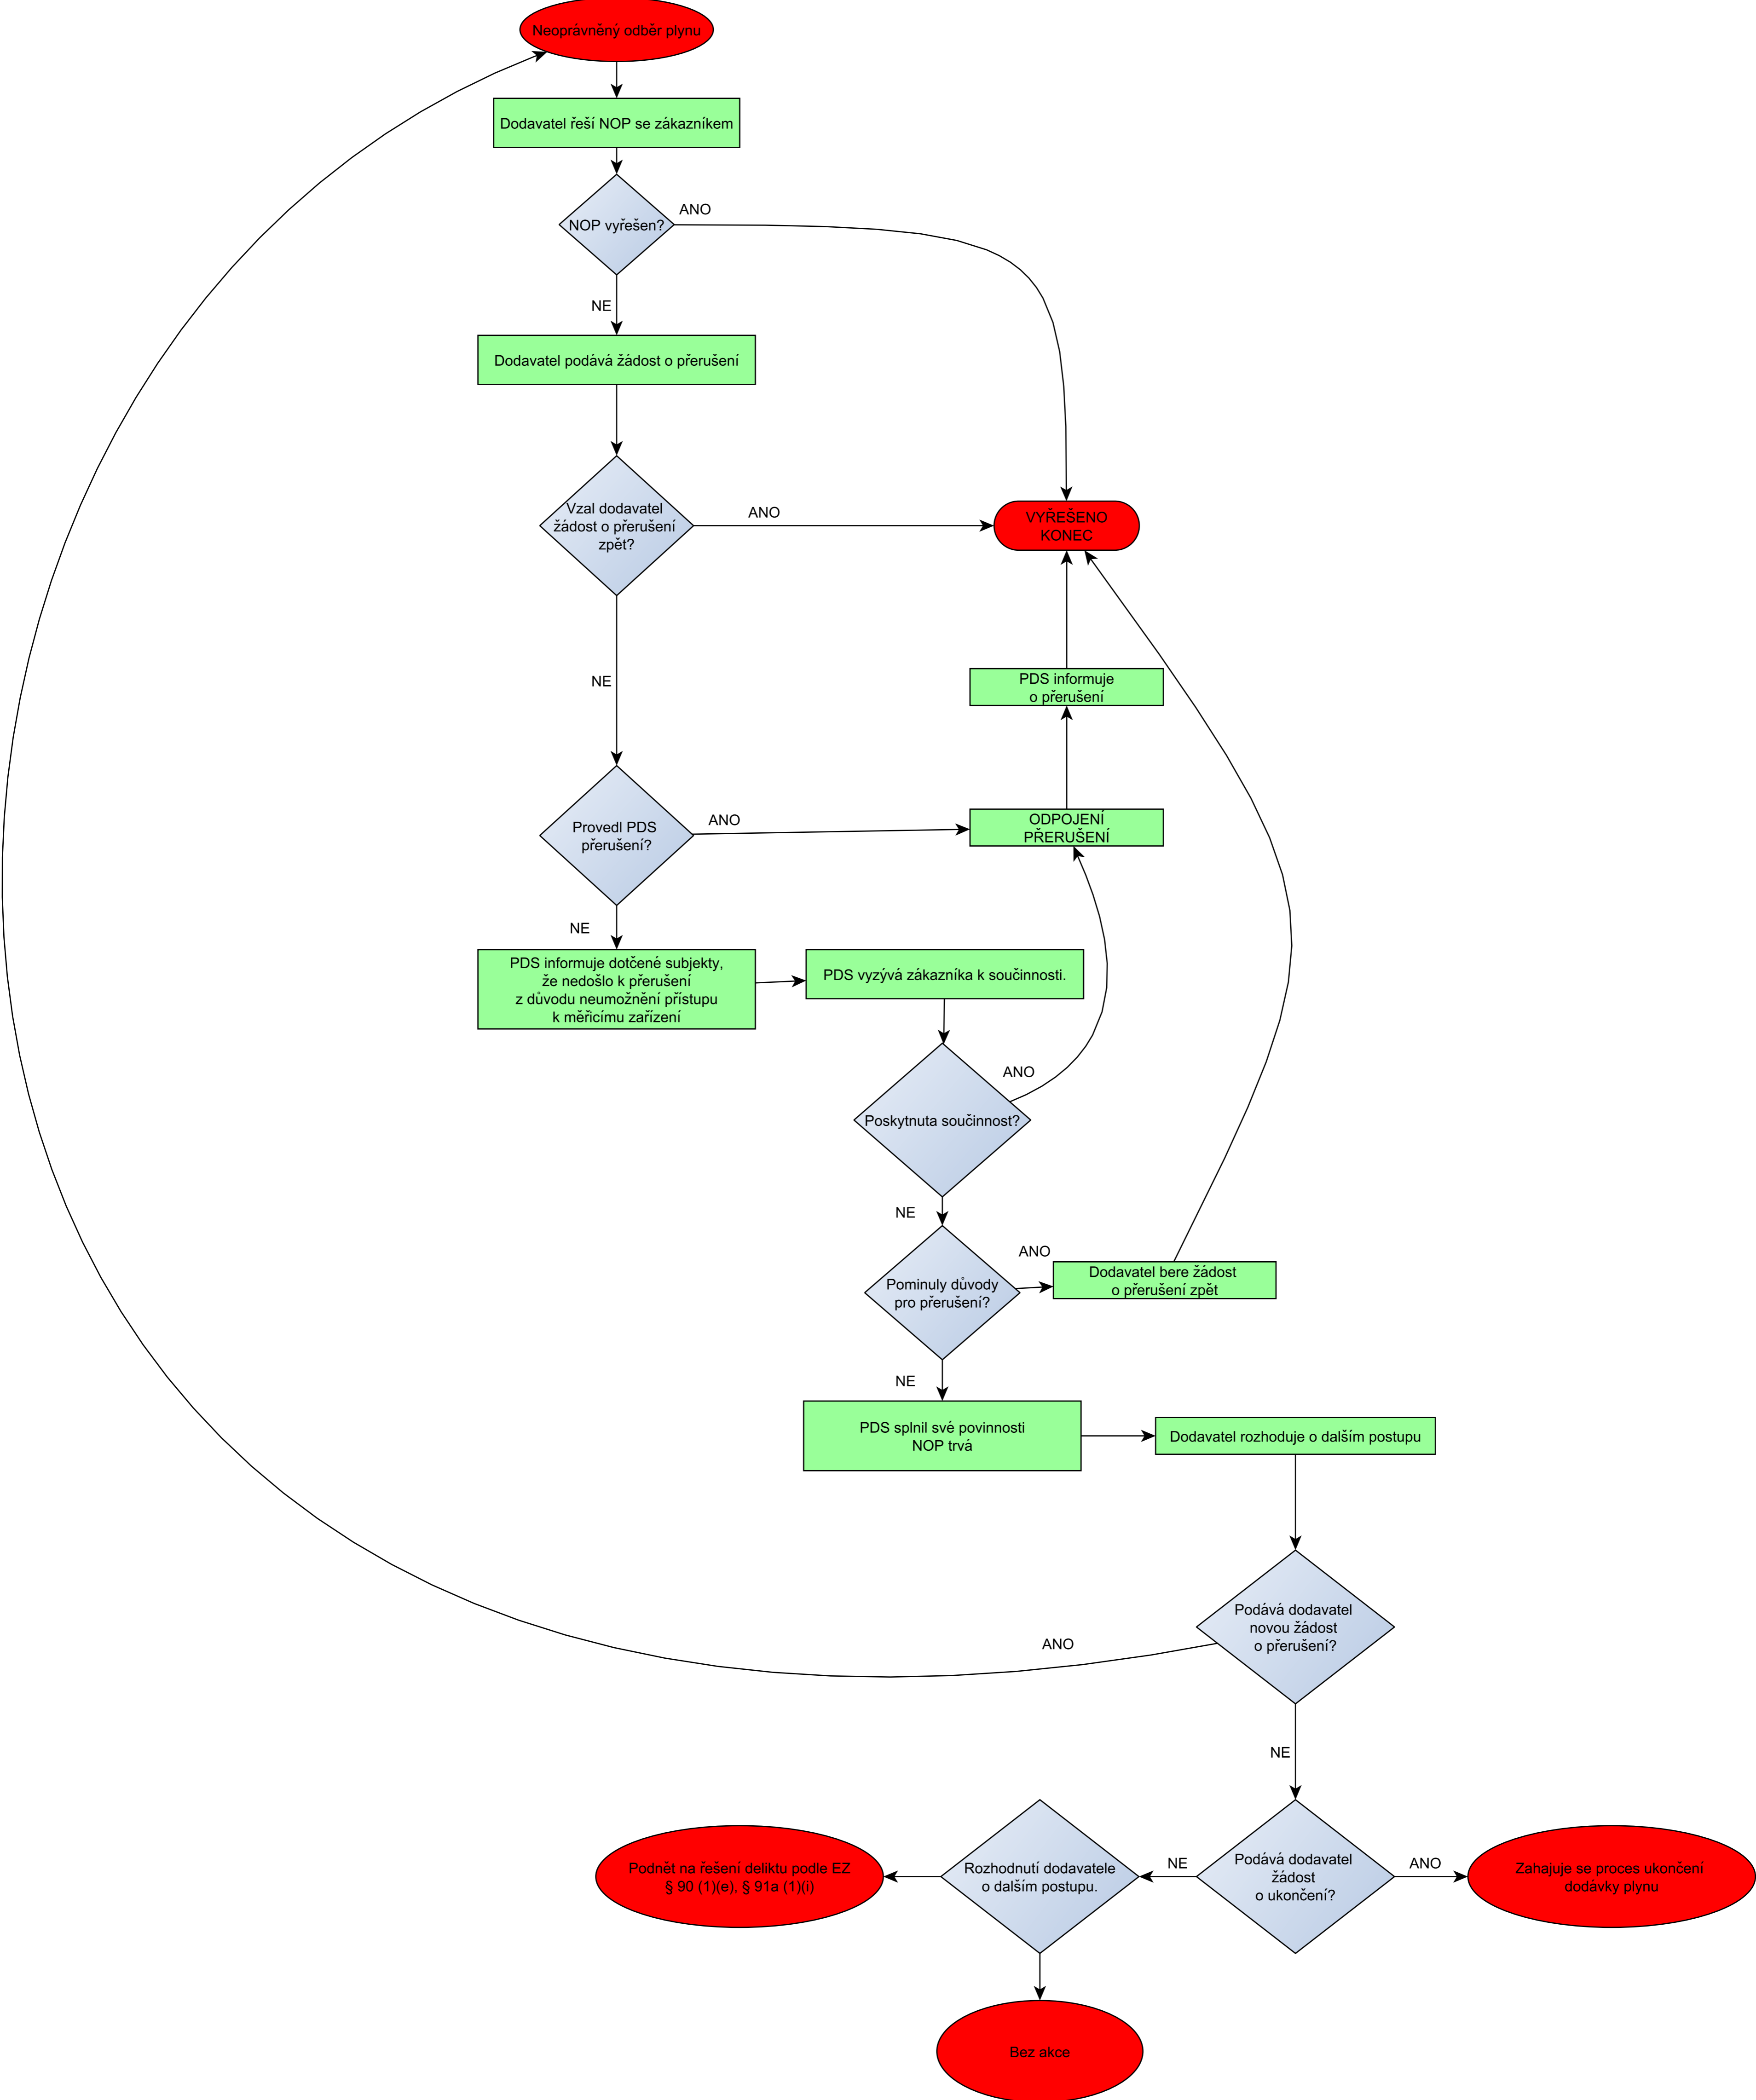 Neoprávněný odběr plynu
Dodavatel řeší NOP se zákazníkem
NOP vyřešen?
ANO
NE
Dodavatel podává žádost o přerušení
Vzal dodavatel
žádost o přerušení
zpět?
ANO
VYŘEŠENO
KONEC
NE
PDS informuje
o přerušení
Provedl PDS
přerušení?
ANO
ODPOJENÍ
PŘERUŠENÍ
NE
PDS informuje dotčené subjekty,
že nedošlo k přerušení
z důvodu neumožnění přístupu
k měřicímu zařízení
PDS vyzývá zákazníka k součinnosti.
ANO
Poskytnuta součinnost?
NE
Pominuly důvody
pro přerušení?
ANO
Dodavatel bere žádost
o přerušení zpět
NE
PDS splnil své povinnosti
NOP trvá
Dodavatel rozhoduje o dalším postupu
Podává dodavatel
novou žádost
o přerušení?
ANO
NE
Podnět na řešení deliktu podle EZ
§ 90 (1)(e), § 91a (1)(i)
Rozhodnutí dodavatele
o dalším postupu.
NE
Podává dodavatel
žádost
o ukončení?
ANO
Zahajuje se proces ukončení
dodávky plynu
Bez akce